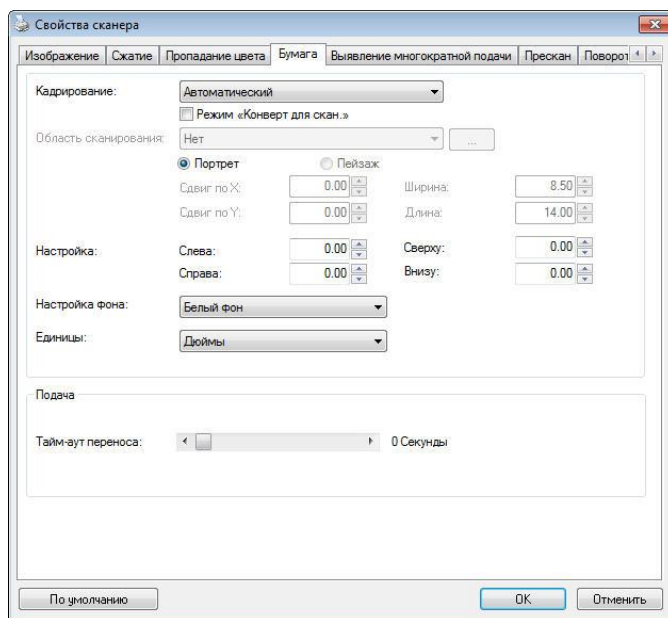 Свойства сканера
Изображение Сжатие Пропадание цвета Бумага Выявление многократной подачи Прескан Поворот
Кадрирование: Автоматический
Режим «Конверт для скан.»
Область сканирования: Нет ...
Портрет Пейзаж
Сдвиг по X: 0.00 Ширина: 8.50
Сдвиг по Y: 0.00 Длина: 14.00
Настройка: Слева: 0.00 Сверху: 0.00
Справа: 0.00 Внизу: 0.00
Настройка фона: Белый фон
Единицы: Дюймы
Подача
Тайм-аут переноса: 0 Секунды
По умолчанию OK Отменить